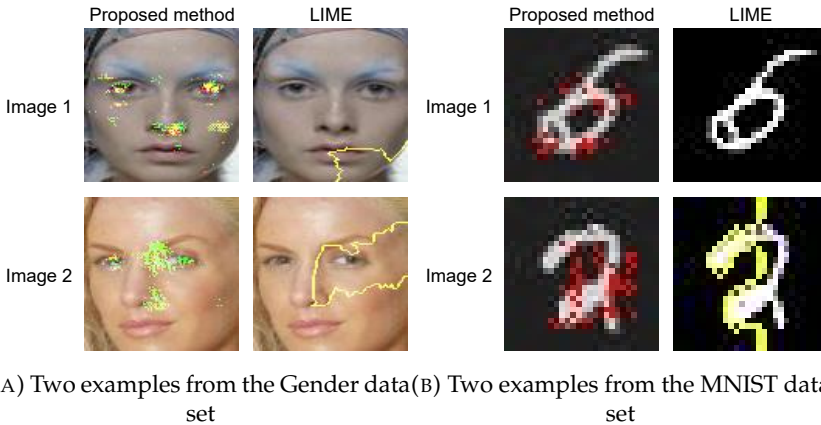 Proposed method LIME Proposed method LIME
Image 1 Image 1
Image 2 Image 2
A) Two examples from the Gender data(B) Two examples from the MNIST data
set set